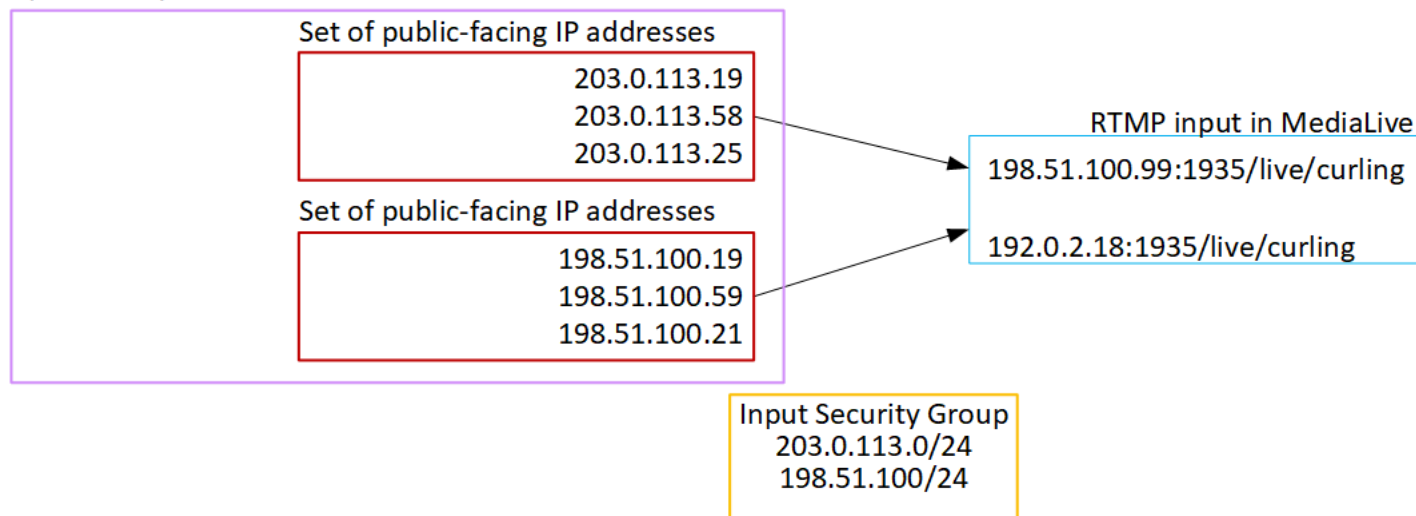 Set of public-facing IP addresses
203.0.113.19
203.0.113.58
203.0.113.25
Set of public-facing IP addresses
198.51.100.19
198.51.100.59
198.51.100.21
RTMP input in MediaLive
198.51.100.99:1935/live/curling
192.0.2.18:1935/live/curling
Input Security Group
203.0.113.0/24
198.51.100/24